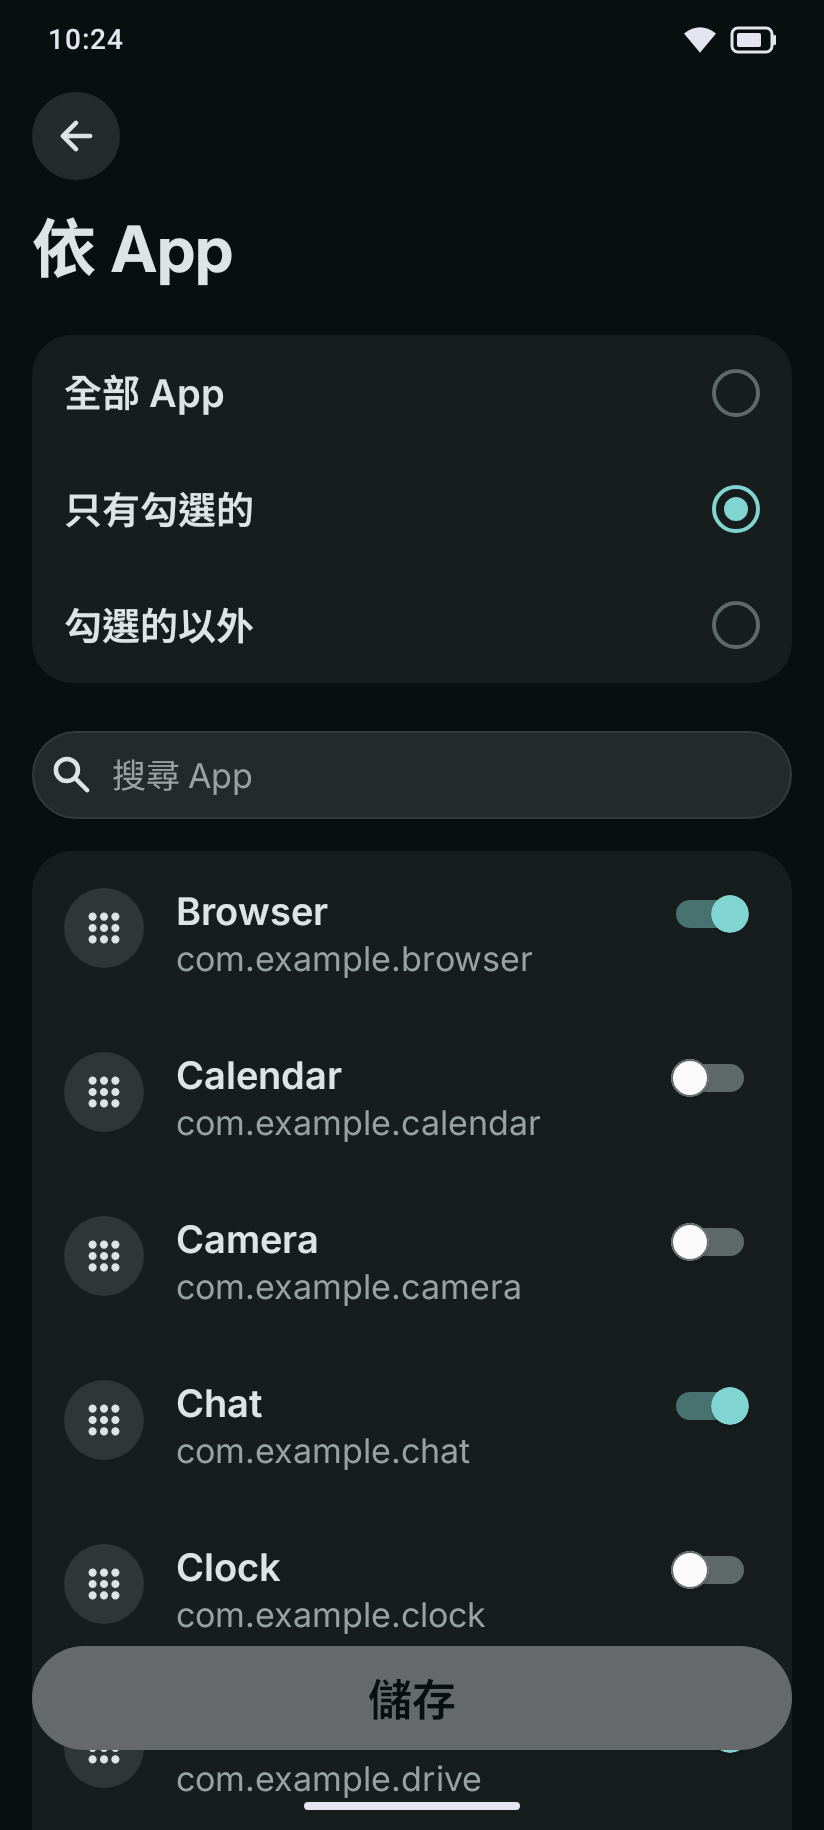 10:24
依 App
全部 App
只有勾選的
勾選的以外
搜尋 App
Browser
com.example.browser
Calendar
com.example.calendar
Camera
com.example.camera
Chat
com.example.chat
Clock
com.example.clock
儲存
com.example.drive